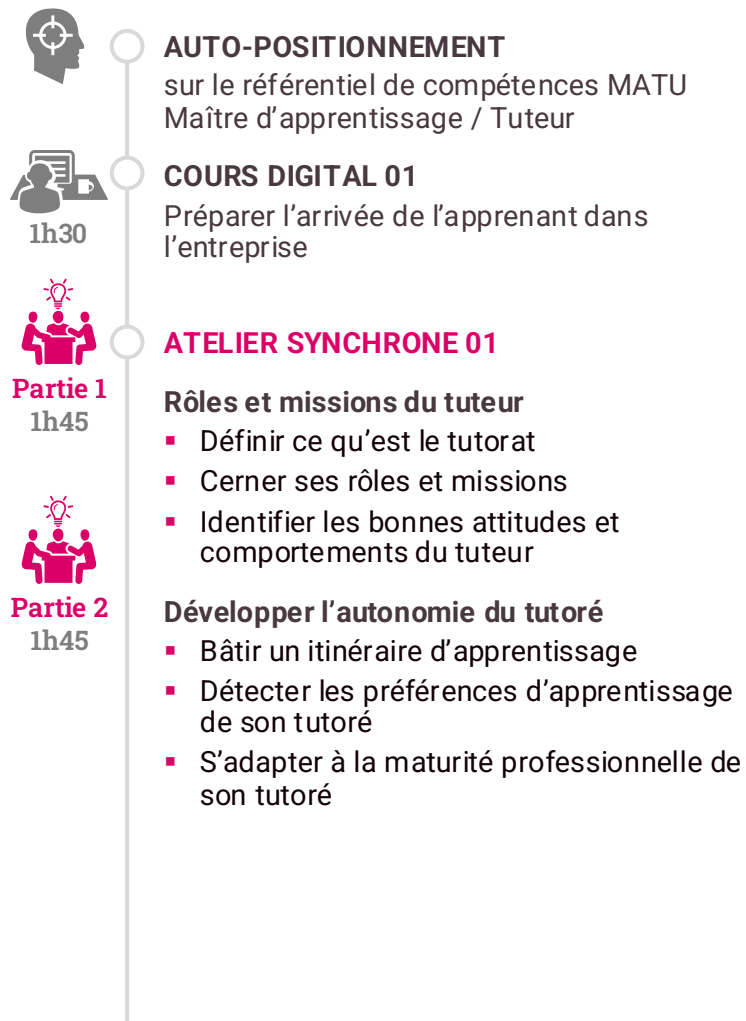 AUTO-POSITIONNEMENT
sur le référentiel de compétences MATU
Maître d’apprentissage / Tuteur
COURS DIGITAL 01
1h30
Préparer l’arrivée de l’apprenant dans
l’entreprise
ATELIER SYNCHRONE 01
Partie 1
1h45
Rôles et missions du tuteur
▪ Définir ce qu’est le tutorat
▪ Cerner ses rôles et missions
▪ Identifier les bonnes attitudes et
comportements du tuteur
Partie 2
1h45
Développer l’autonomie du tutoré
▪ Bâtir un itinéraire d’apprentissage
▪ Détecter les préférences d’apprentissage
de son tutoré
▪ S’adapter à la maturité professionnelle de
son tutoré